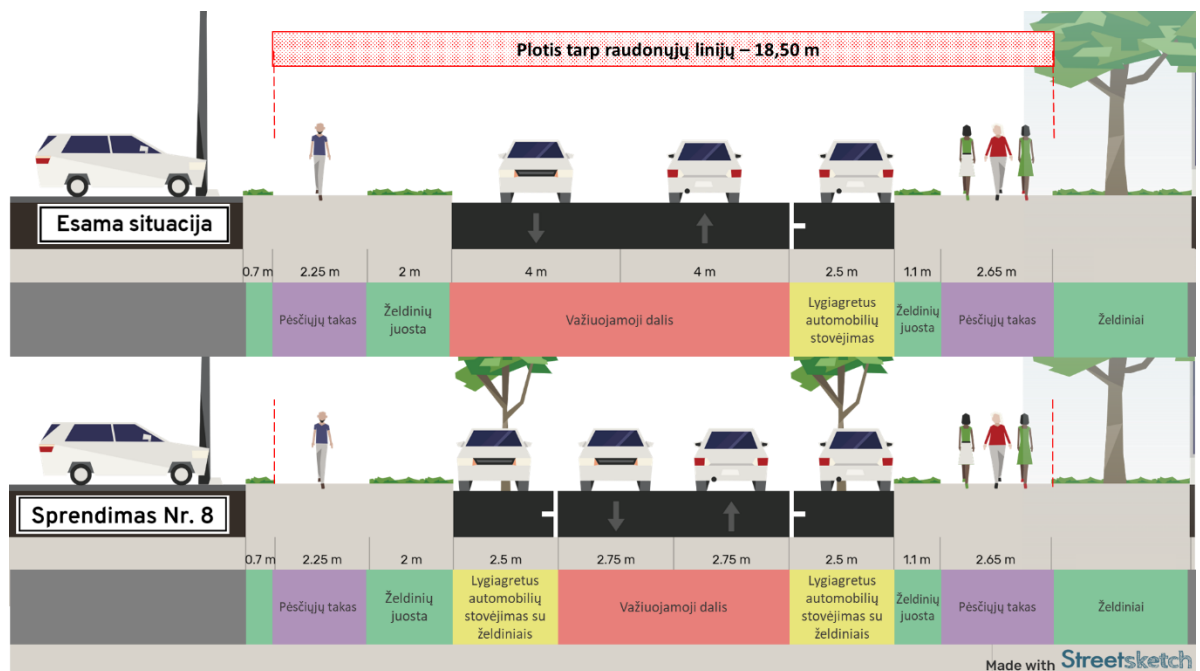 Plotis tarp raudonųjų linijų – 18,50 m
Esama situacija
0.7 m 2.25 m 2 m 4 m 4 m 2.5 m 1.1 m 2.65 m
Pėsčiųjų takas
Želdinių
juosta
Važiuojamoji dalis
Lygiagretus
automobilių
stovėjimas
Želdinių
juosta
Pėsčiųjų takas
Želdiniai
Sprendimas Nr. 8
0.7 m 2.25 m 2 m 2.5 m 2.75 m 2.75 m 2.5 m 1.1 m 2.65 m
Pėsčiųjų takas
Želdinių
juosta
Lygiagretus
automobilių
stovėjimas su
želdiniais
Važiuojamoji dalis
Lygiagretus
automobilių
stovėjimas su
želdiniais
Želdinių
juosta
Pėsčiųjų takas
Želdiniai
Made with Streetsketch